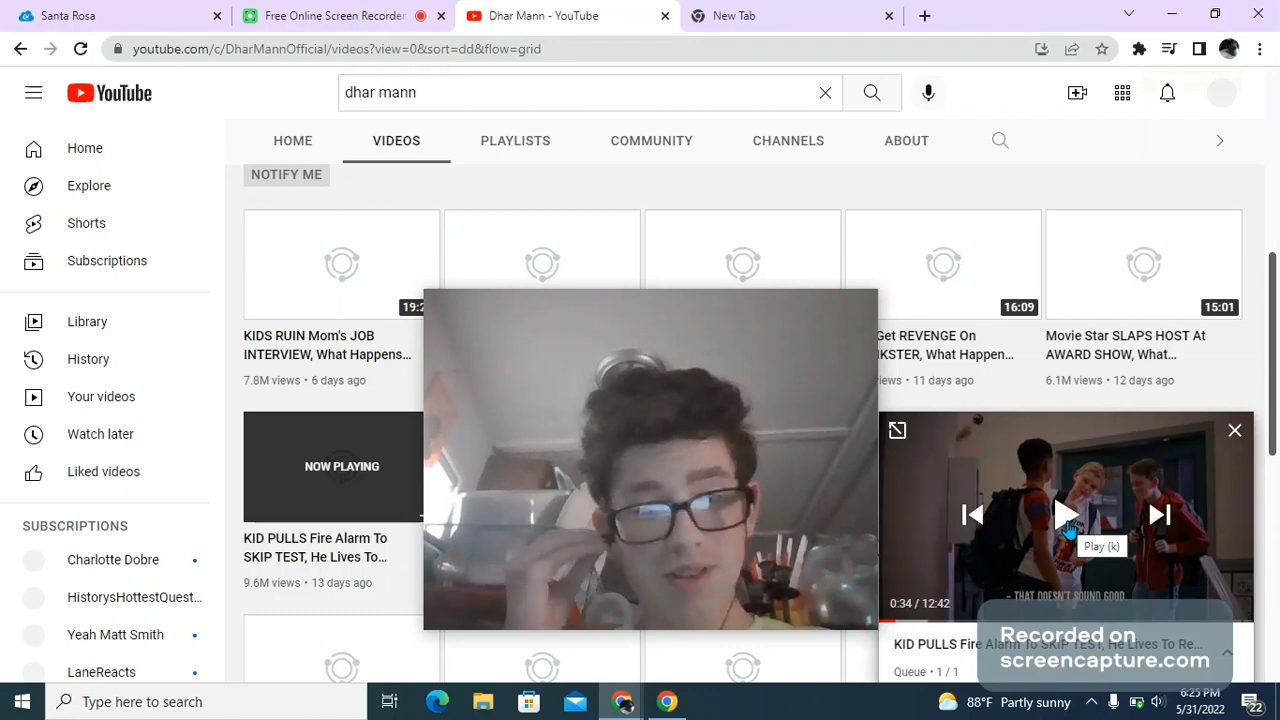 Santa Rosa
Free Online Screen Recorder
Dhar Mann - YouTube
New Tab
youtube.com/c/DharMannOfficial/videos?view=0&sort=dd&flow=grid
YouTube
dhar mann
HOME VIDEOS PLAYLISTS COMMUNITY CHANNELS ABOUT
Home
Explore
Shorts
Subscriptions
Library
History
Your videos
Watch later
Liked videos
SUBSCRIPTIONS
Charlotte Dobre
HistorysHottestQuest...
Yeah Matt Smith
LaneReacts
NOTIFY ME
16:09
15:01
KIDS RUIN Mom's JOB
INTERVIEW, What Happens...
7.8M views • 6 days ago
Get REVENGE On
What Happen...
11 days ago
Movie Star SLAPS HOST AT
AWARD SHOW, What...
6.1M views • 12 days ago
NOW PLAYING
KID PULLS Fire Alarm To
SKIP TEST, He Lives To...
9.6M views • 13 days ago
Play (k)
- THAT DOESN'T SOUND GOOD.
0:34 / 12:42
KID PULLS Fire Alarm To SKIP TEST, He Lives To Re...
Queue • 1 / 1
Recorded on
screencapture.com
Type here to search
88°F Partly sunny
6:25 PM
5/31/2022
22